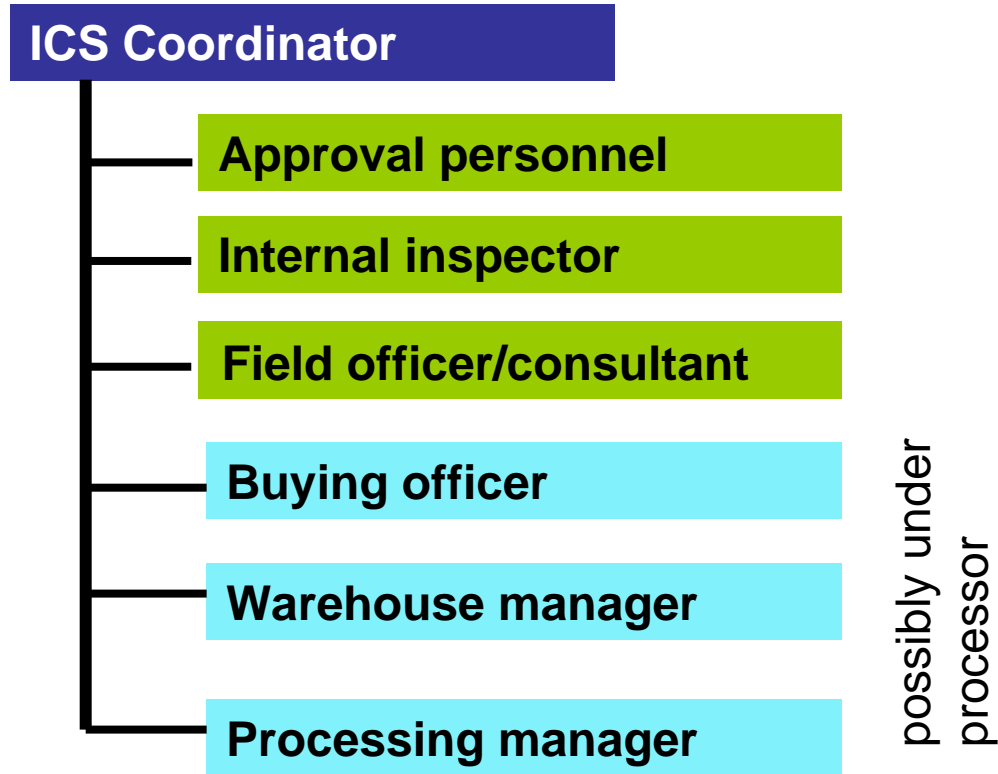 ICS Coordinator
Approval personnel
Internal inspector
Field officer/consultant
Buying officer
Warehouse manager
Processing manager
possibly under
processor